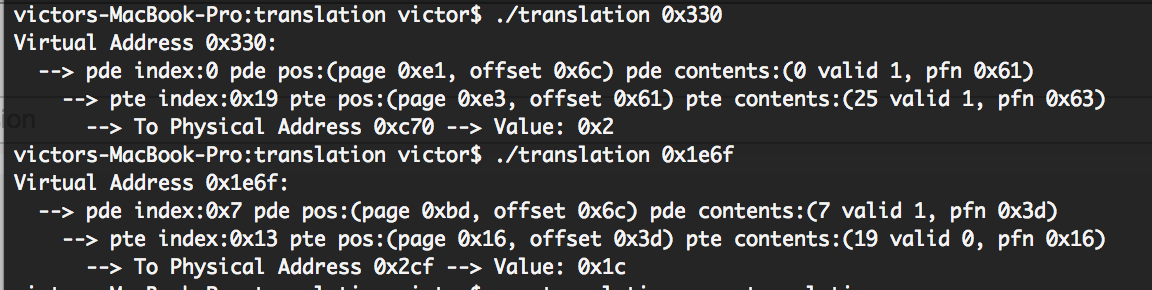 victors-MacBook-Pro:translation victor$ ./translation 0x330
Virtual Address 0x330:
--> pde index:0 pde pos:(page 0xe1, offset 0x6c) pde contents:(0 valid 1, pfn 0x61)
--> pte index:0x19 pte pos:(page 0xe3, offset 0x61) pte contents:(25 valid 1, pfn 0x63)
--> To Physical Address 0xc70 --> Value: 0x2
victors-MacBook-Pro:translation victor$ ./translation 0x1e6f
Virtual Address 0x1e6f:
--> pde index:0x7 pde pos:(page 0xbd, offset 0x6c) pde contents:(7 valid 1, pfn 0x3d)
--> pte index:0x13 pte pos:(page 0x16, offset 0x3d) pte contents:(19 valid 0, pfn 0x16)
--> To Physical Address 0x2cf --> Value: 0x1c